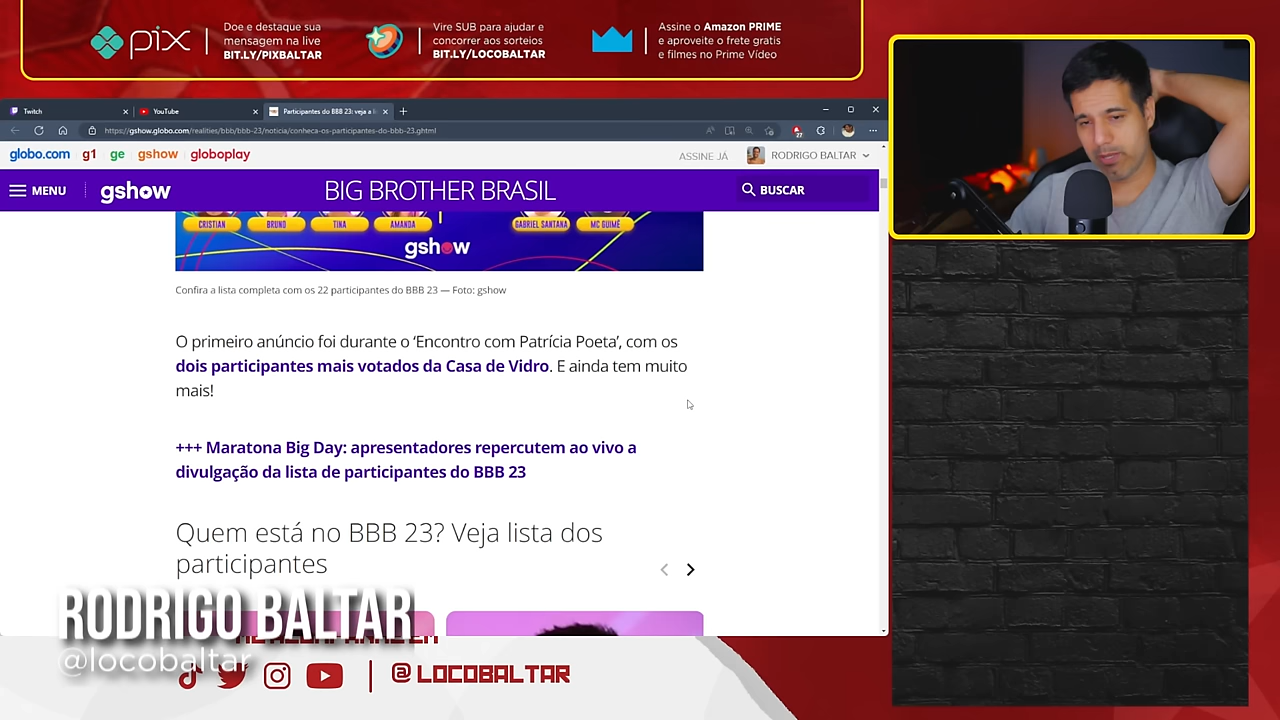 pix
Doe e destaque sua
mensagem na live
BIT.LY/PIXBALTAR
Vire SUB para ajudar e
concorrer aos sorteios
BIT.LY/LOCOBALTAR
Assine o Amazon PRIME
e aproveite o frete gratis
e filmes no Prime Vídeo
Twitch
YouTube
Participantes do BBB 23: veja a l
https://gshow.globo.com/realities/bbb/bbb-23/noticia/conheca-os-participantes-do-bbb-23.ghtml
27
globo.com g1 ge gshow globoplay
ASSINE JÁ
RODRIGO BALTAR
MENU
gshow
BIG BROTHER BRASIL
BUSCAR
CRISTIAN
BRUNO
TINA
AMANDA
GABRIEL SANTANA
MC GUIMÊ
gshow
Confira a lista completa com os 22 participantes do BBB 23 — Foto: gshow
O primeiro anúncio foi durante o ‘Encontro com Patrícia Poeta’, com os
dois participantes mais votados da Casa de Vidro. E ainda tem muito
mais!
+++ Maratona Big Day: apresentadores repercutem ao vivo a
divulgação da lista de participantes do BBB 23
Quem está no BBB 23? Veja lista dos
participantes
RODRIGO BALTAR
@locobaltar
@LOCOBALTAR